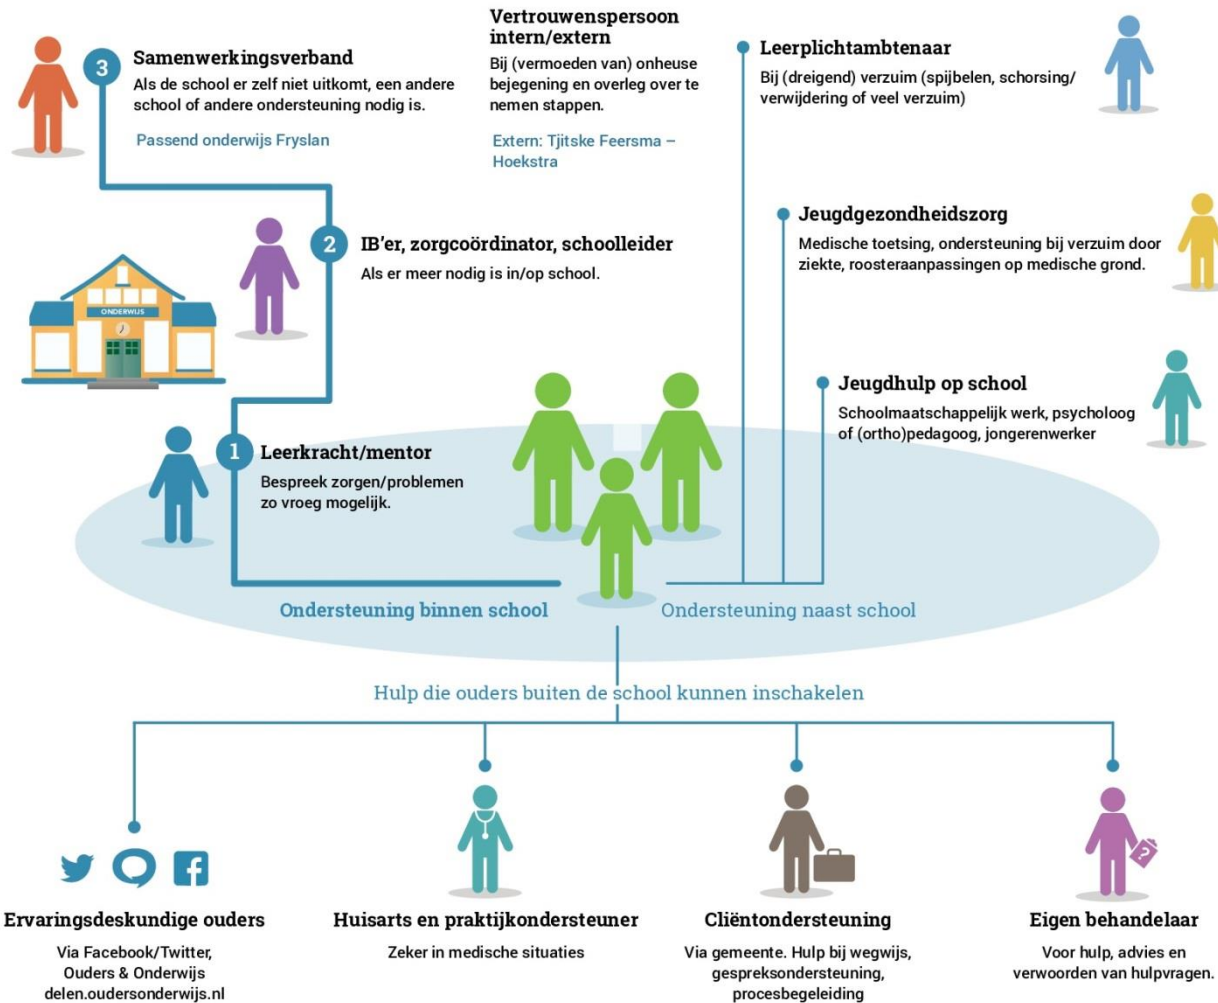 3
Samenwerkingsverband
Als de school er zelf niet uitkomt, een andere
school of andere ondersteuning nodig is.
Passend onderwijs Fryslan
Vertrouwenspersoon
intern/extern
Bij (vermoeden van) onheuse
bejegening en overleg over te
nemen stappen.
Extern: Tjitske Feersma –
Hoekstra
Leerplichtambtenaar
Bij (dreigend) verzuim (spijbelen, schorsing/
verwijdering of veel verzuim)
2
IB'er, zorgcoördinator, schoolleider
Als er meer nodig is in/op school.
Jeugdgezondheidszorg
Medische toetsing, ondersteuning bij verzuim door
ziekte, roosteraanpassingen op medische grond.
ONDERWIJS
Jeugdhulp op school
Schoolmaatschappelijk werk, psycholoog
of (ortho)pedagoog, jongerenwerker
1
Leerkracht/mentor
Bespreek zorgen/problemen
zo vroeg mogelijk.
Ondersteuning binnen school
Ondersteuning naast school
Hulp die ouders buiten de school kunnen inschakelen
Ervaringsdeskundige ouders
Via Facebook/Twitter,
Ouders & Onderwijs
delen.oudersonderwijs.nl
Huisarts en praktijkondersteuner
Zeker in medische situaties
Cliëntondersteuning
Via gemeente. Hulp bij wegwijs,
gespreksondersteuning,
procesbegeleiding
?
Eigen behandelaar
Voor hulp, advies en
verwoorden van hulpvragen.